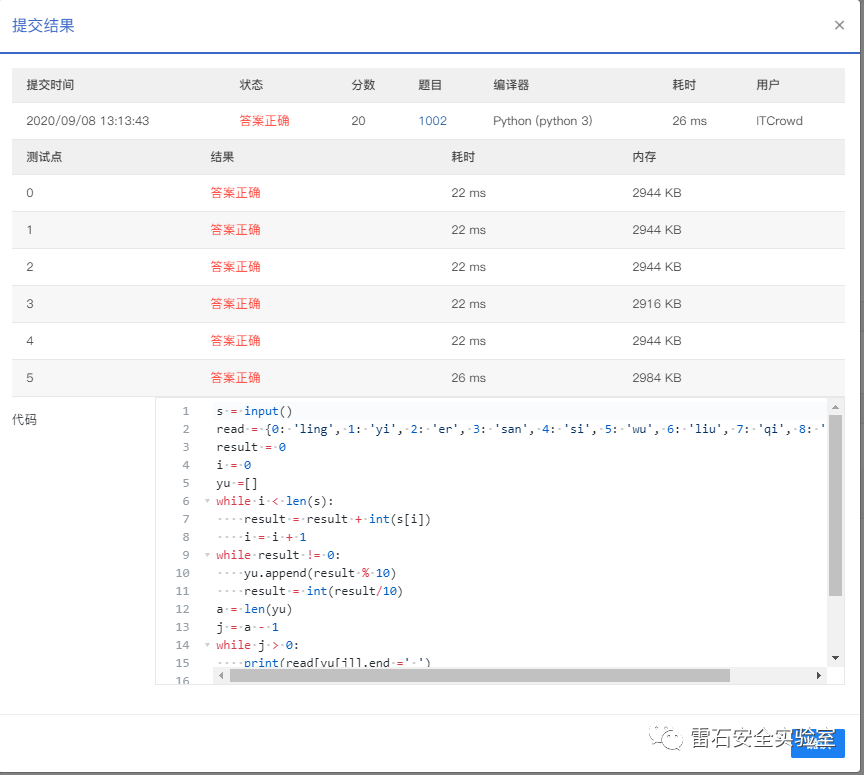 提交结果 ×
提交时间 状态 分数 题目 编译器 耗时 用户
2020/09/08 13:13:43 答案正确 20 1002 Python (python 3) 26 ms ITCrowd
测试点 结果 耗时 内存
0 答案正确 22 ms 2944 KB
1 答案正确 22 ms 2944 KB
2 答案正确 22 ms 2944 KB
3 答案正确 22 ms 2916 KB
4 答案正确 22 ms 2944 KB
5 答案正确 26 ms 2984 KB
代码
1 s = input()
2 read = {0: 'ling', 1: 'yi', 2: 'er', 3: 'san', 4: 'si', 5: 'wu', 6: 'liu', 7: 'qi', 8: '
3 result = 0
4 i = 0
5 yu =[]
6 while i < len(s):
7     result = result + int(s[i])
8     i = i + 1
9 while result != 0:
10     yu.append(result % 10)
11     result = int(result/10)
12 a = len(yu)
13 j = a - 1
14 while j > 0:
15     print(read[yu[j]],end =' ')
16
雷石安全实验室